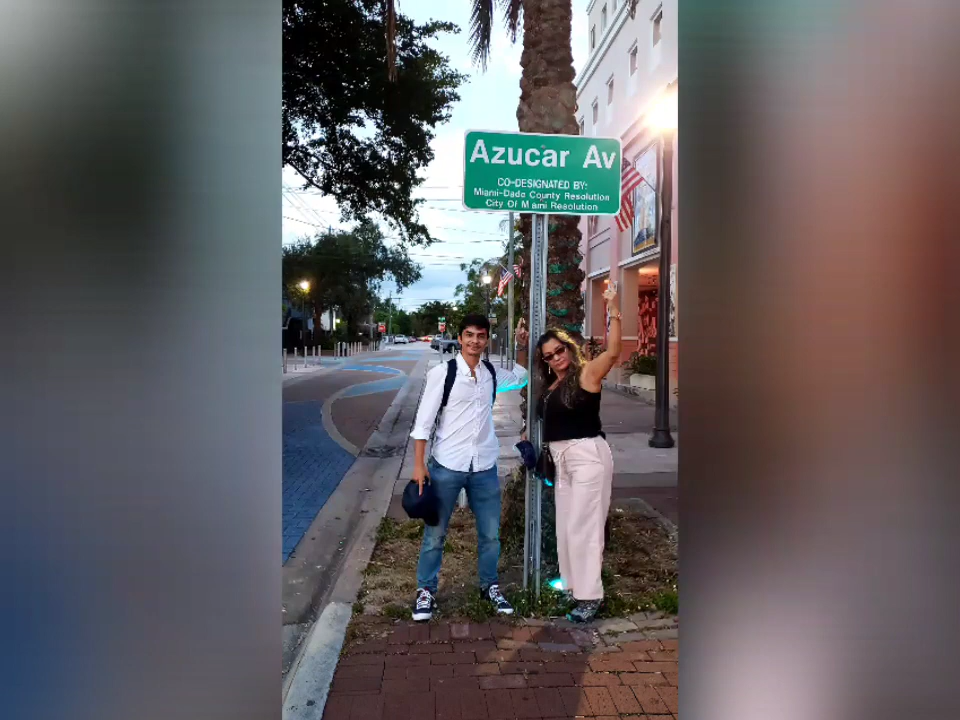 Azucar Av
CO-DESIGNATED BY:
Miami-Dade County Resolution
City Of Miami Resolution